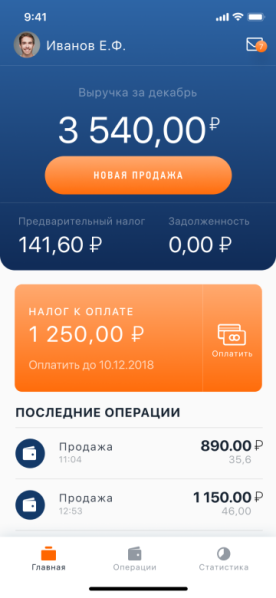 9:41
Иванов Е.Ф.
7
Выручка за декабрь
3 540,00 ₽
НОВАЯ ПРОДАЖА
Предварительный налог
Задолженность
141,60 ₽
0,00 ₽
НАЛОГ К ОПЛАТЕ
1 250,00 ₽
Оплатить до 10.12.2018
Оплатить
ПОСЛЕДНИЕ ОПЕРАЦИИ
Продажа
890.00 ₽
11:04
35,6
Продажа
1 150.00 ₽
12:53
46,00
Главная
Операции
Статистика